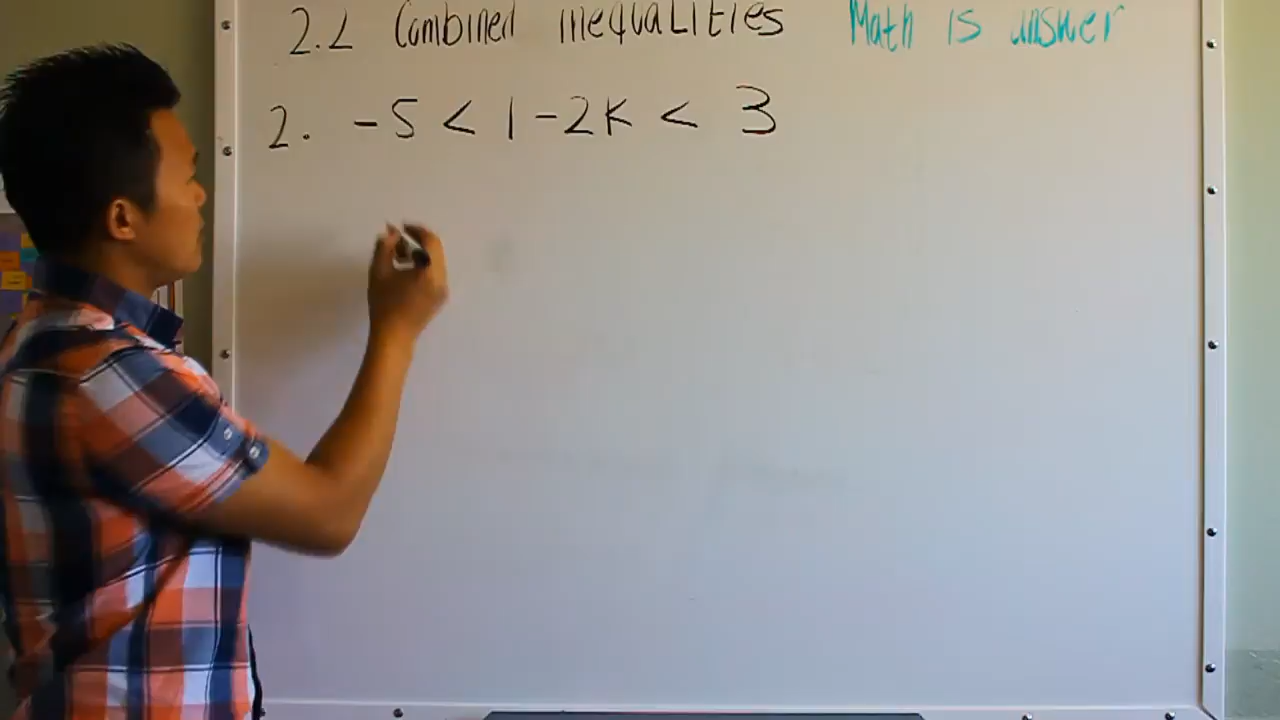 2.2 Combined inequalities Math is answer
2. -5 < 1 - 2k < 3